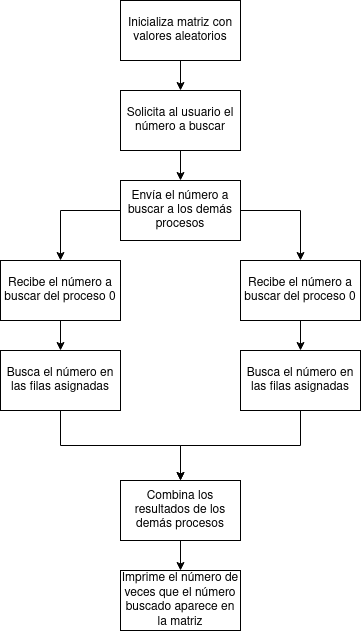 Inicializa matriz con
valores aleatorios
Solicita al usuario el
número a buscar
Envía el número a
buscar a los demás
procesos
Recibe el número a
buscar del proceso 0
Recibe el número a
buscar del proceso 0
Busca el número en
las filas asignadas
Busca el número en
las filas asignadas
Combina los
resultados de los
demás procesos
Imprime el número de
veces que el número
buscado aparece en
la matriz